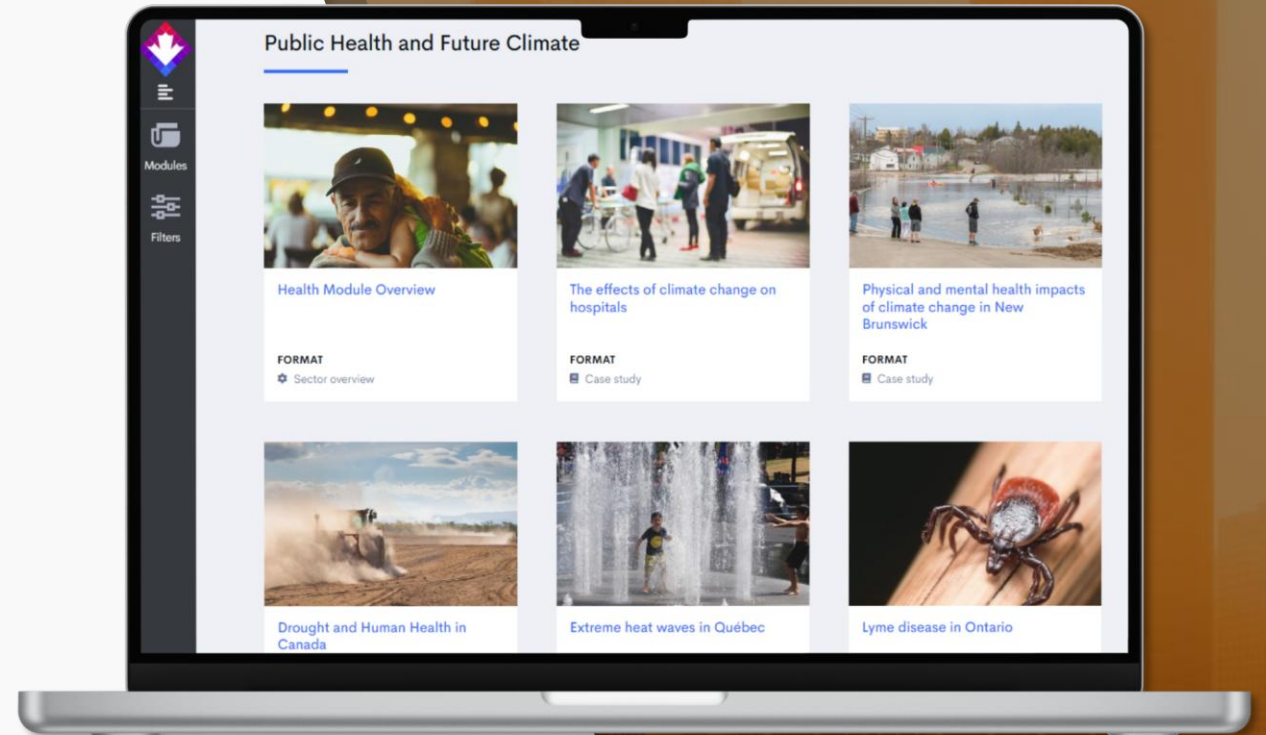 Public Health and Future Climate
Modules
Filters
Health Module Overview
FORMAT
Sector overview
The effects of climate change on
hospitals
FORMAT
Case study
Physical and mental health impacts
of climate change in New
Brunswick
FORMAT
Case study
Drought and Human Health in
Canada
Extreme heat waves in Québec
Lyme disease in Ontario